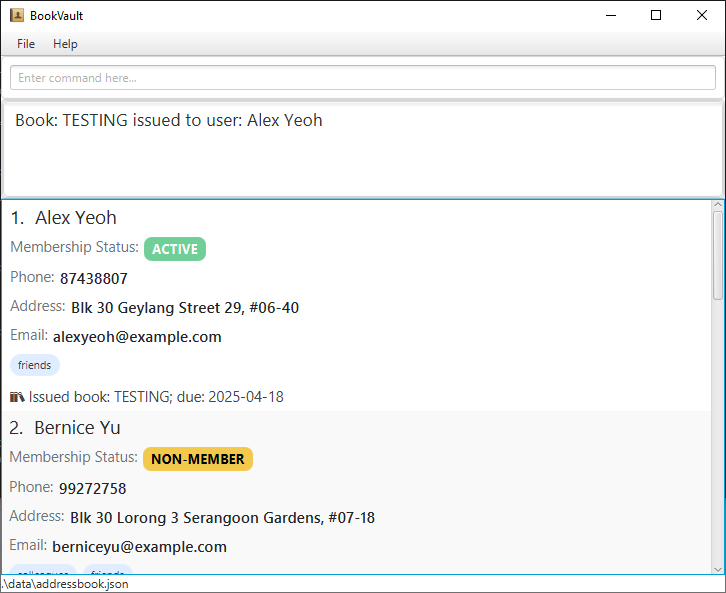 BookVault
File Help
Enter command here...
Book: TESTING issued to user: Alex Yeoh
1. Alex Yeoh
Membership Status: ACTIVE
Phone: 87438807
Address: Blk 30 Geylang Street 29, #06-40
Email: alexyeoh@example.com
friends
Issued book: TESTING; due: 2025-04-18
2. Bernice Yu
Membership Status: NON-MEMBER
Phone: 99272758
Address: Blk 30 Lorong 3 Serangoon Gardens, #07-18
Email: berniceyu@example.com
colleagues friends
.\data\addressbook.json